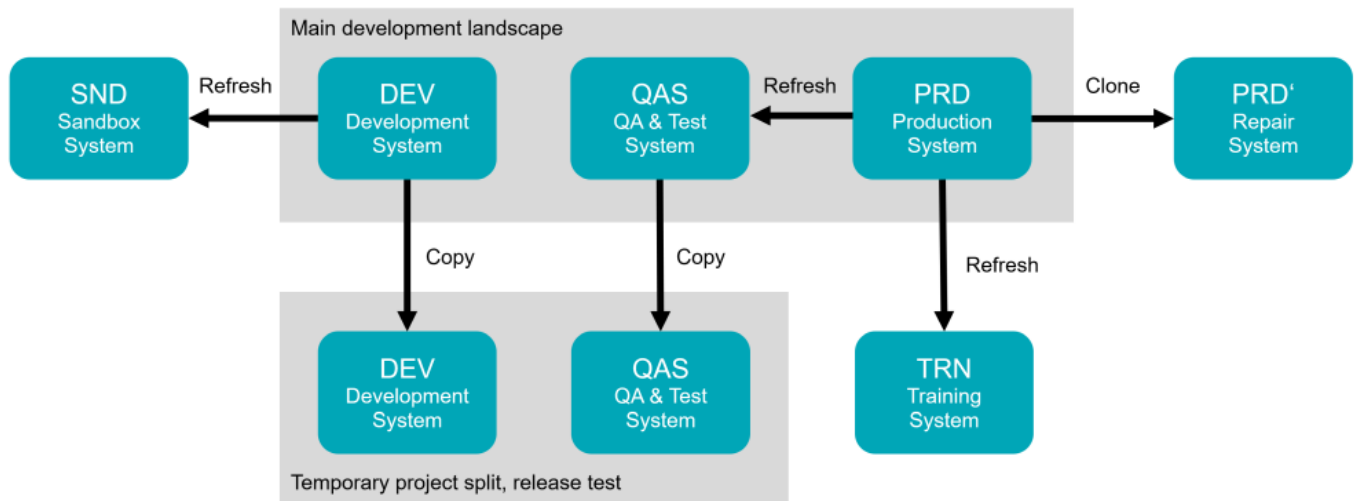 Main development landscape
SND
Sandbox
System
Refresh
DEV
Development
System
QAS
QA & Test
System
Refresh
PRD
Production
System
Clone
PRD‘
Repair
System
Copy
Copy
Refresh
DEV
Development
System
QAS
QA & Test
System
TRN
Training
System
Temporary project split, release test